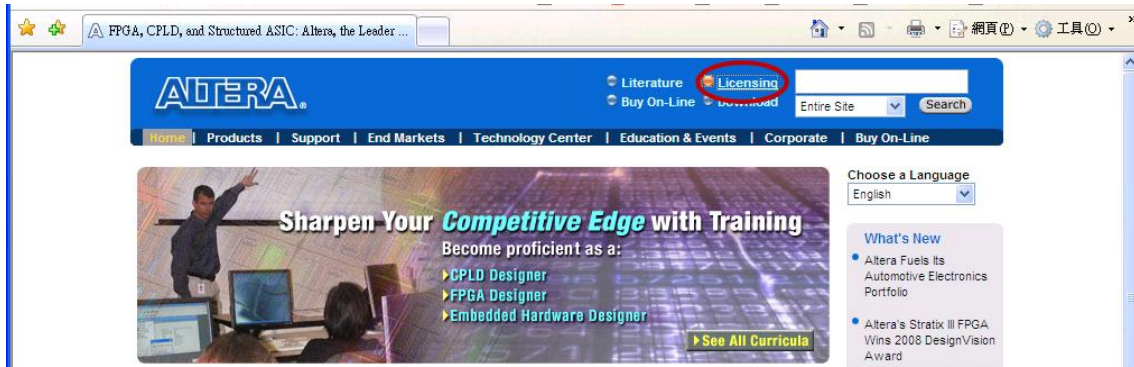 FPGA, CPLD, and Structured ASIC: Altera, the Leader ...
網頁(P)
工具(O)
»
ALTERA®
Literature
Licensing
Buy On-Line
Download
Entire Site
Search
Home | Products | Support | End Markets | Technology Center | Education & Events | Corporate | Buy On-Line
Choose a Language
English
Sharpen Your Competitive Edge with Training
Become proficient as a:
CPLD Designer
FPGA Designer
Embedded Hardware Designer
See All Curricula
What's New
Altera Fuels Its
Automotive Electronics
Portfolio
Altera's Stratix III FPGA
Wins 2008 DesignVision
Award